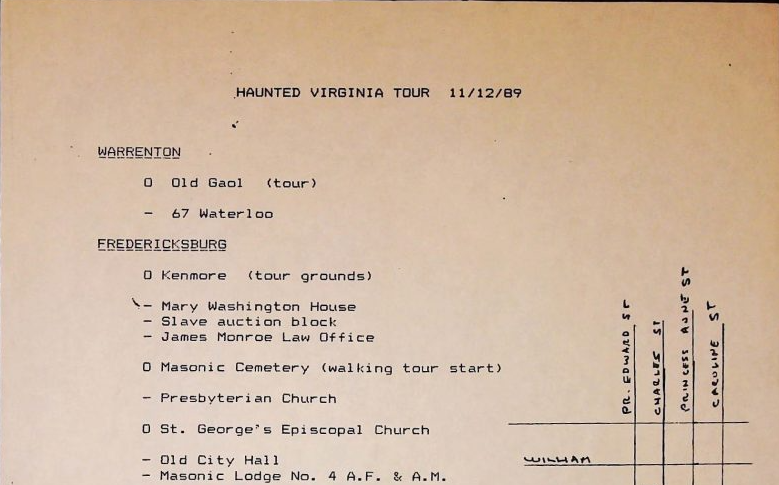 HAUNTED VIRGINIA TOUR 11/12/89
WARRENTON
O Old Gaol (tour)
- 67 Waterloo
FREDERICKSBURG
O Kenmore (tour grounds)
- Mary Washington House
- Slave auction block
- James Monroe Law Office
O Masonic Cemetery (walking tour start)
- Presbyterian Church
O St. George's Episcopal Church
- Old City Hall
- Masonic Lodge No. 4 A.F. & A.M.
PR. EDWARD ST
CHARLES ST
PRINCESS ANNE ST
CAROLINE ST
WILLIAM